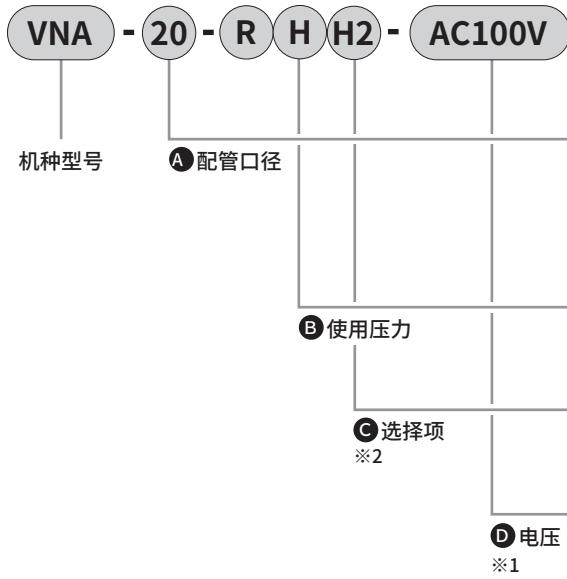 VNA - 20 - R H H2 - AC100V
机种型号
A 配管口径
B 使用压力
C 选择项
※2
D 电压
※1